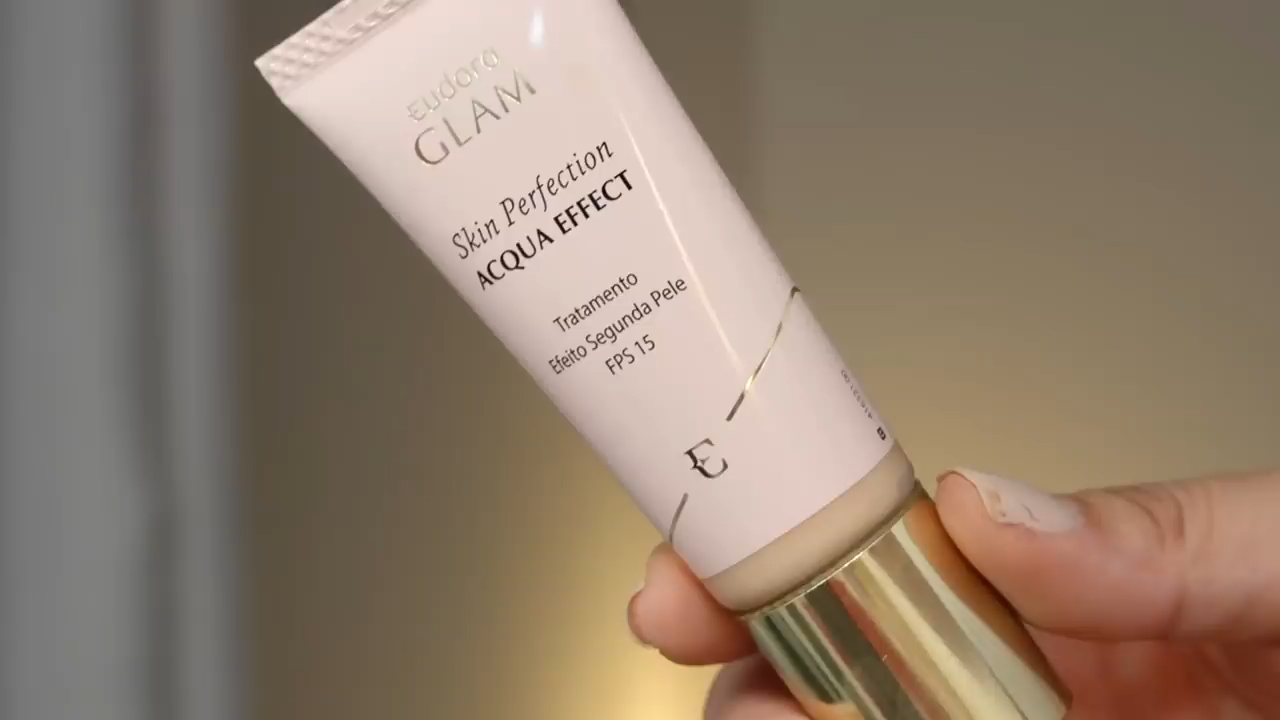 Eudora
GLAM
Skin Perfection
ACQUA EFFECT
Tratamento
Efeito Segunda Pele
FPS 15
E